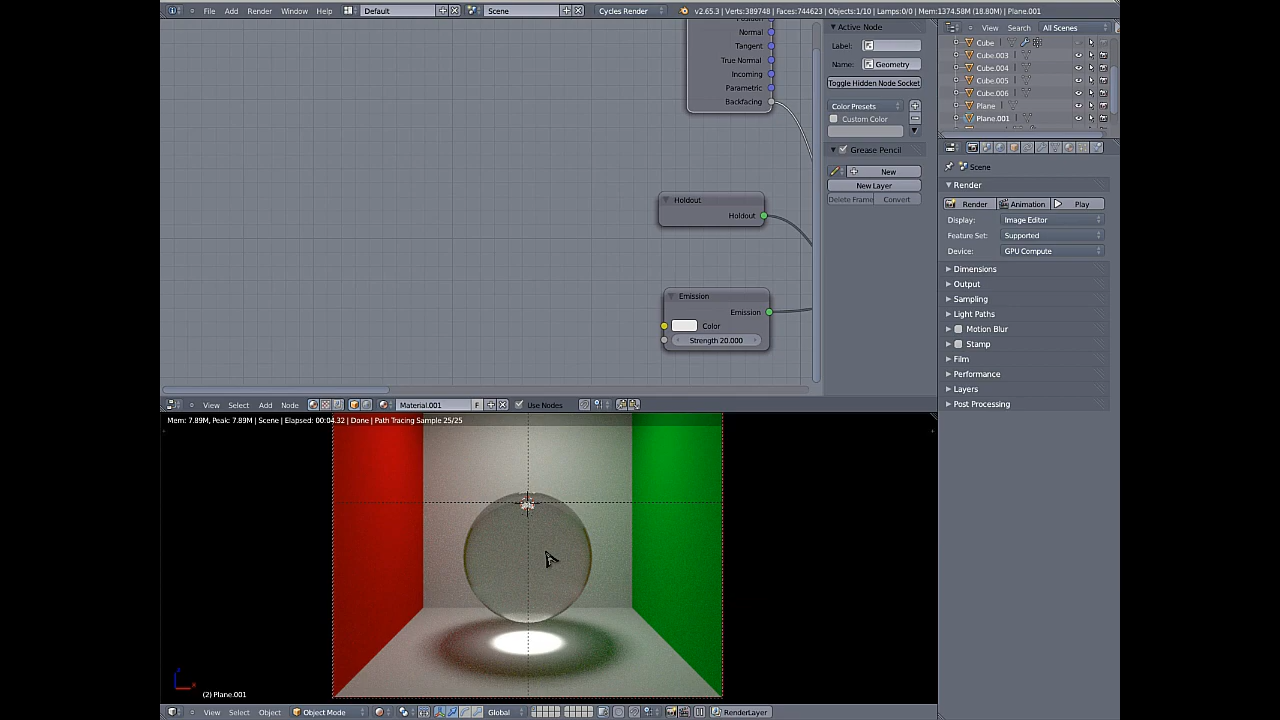 File Add Render Window Help Default Scene Cycles Render v2.65.3 | Verts:389748 | Faces:744623 | Objects:1/10 | Lamps:0/0 | Mem:1374.58M (18.80M) | Plane.001
Normal
Tangent
True Normal
Incoming
Parametric
Backfacing
Holdout
Holdout
Emission
Emission
Color
Strength 20.000
Active Node
Label:
Name: Geometry
Toggle Hidden Node Socket
Color Presets
Custom Color
Grease Pencil
New
New Layer
Delete Frame Convert
View Search All Scenes
Cube
Cube.003
Cube.004
Cube.005
Cube.006
Plane
Plane.001
Scene
Render
Render Animation Play
Display: Image Editor
Feature Set: Supported
Device: GPU Compute
Dimensions
Output
Sampling
Light Paths
Motion Blur
Stamp
Film
Performance
Layers
Post Processing
View Select Add Node Material.001 F Use Nodes
Mem: 7.89M, Peak: 7.89M | Scene | Elapsed: 00:04.32 | Done | Path Tracing Sample 25/25
(2) Plane.001
View Select Object Object Mode Global RenderLayer